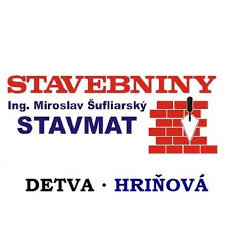 STAVEBNINY
Ing. Miroslav Šufliarský
STAVMAT
DETVA · HRIŇOVÁ